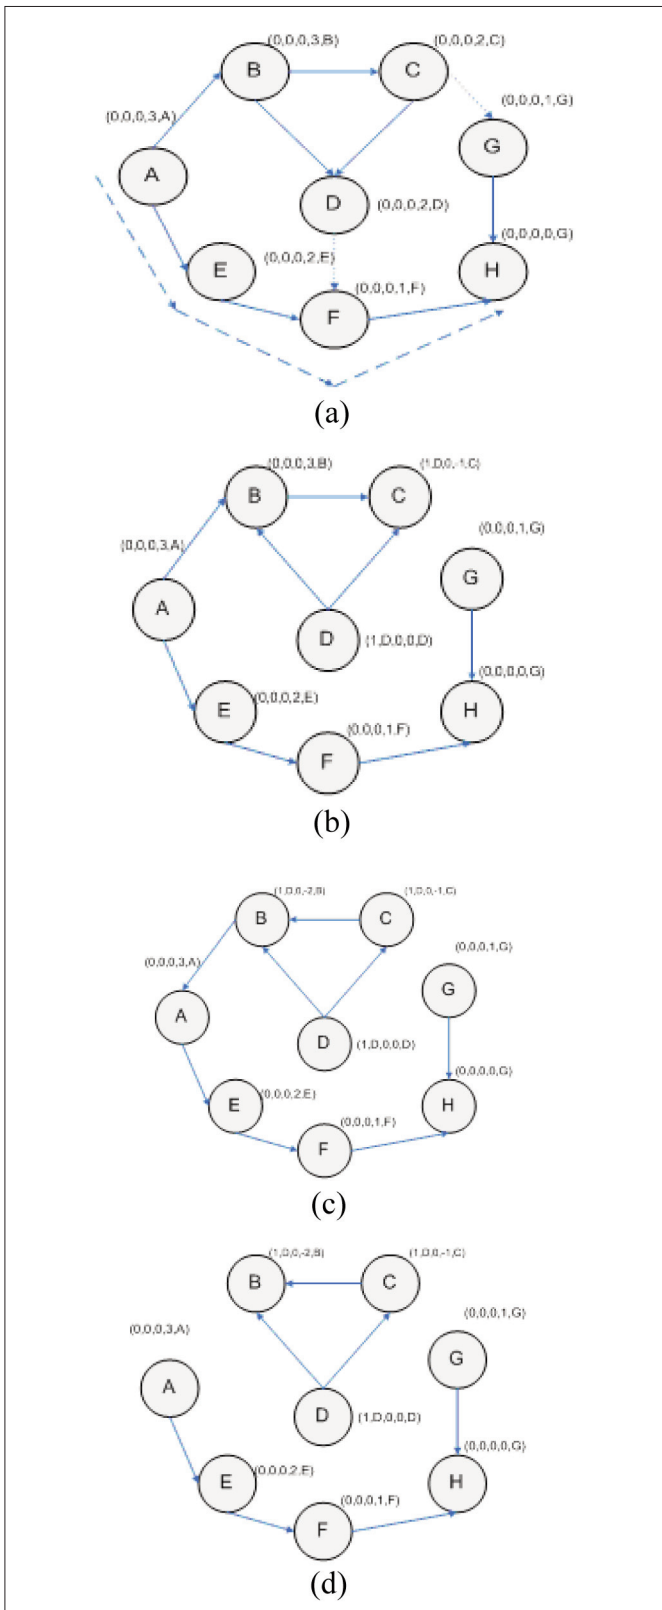 (0,0,0,3,B)
(0,0,0,2,C)
B
C
(0,0,0,3,A)
(0,0,0,1,G)
G
A
D
(0,0,0,2,D)
(0,0,0,0,G)
E
(0,0,0,2,E)
H
(0,0,0,1,F)
F
(a)
(0,0,0,3,B)
(1,D,0,-1,C)
B
C
(0,0,0,1,G)
(0,0,0,3,A)
G
A
D
(1,D,0,0,D)
(0,0,0,0,G)
(0,0,0,2,E)
E
H
(0,0,0,1,F)
F
(b)
(1,D,0,-2,B)
(1,D,0,-1,C)
B
C
(0,0,0,3,A)
(0,0,0,1,G)
G
A
D
(1,D,0,0,D)
(0,0,0,0,G)
(0,0,0,2,E)
E
H
(0,0,0,1,F)
F
(c)
(1,D,0,-2,B)
(1,D,0,-1,C)
B
C
(0,0,0,1,G)
(0,0,0,3,A)
G
A
D
(1,D,0,0,D)
(0,0,0,0,G)
(0,0,0,2,E)
E
H
(0,0,0,1,F)
F
(d)